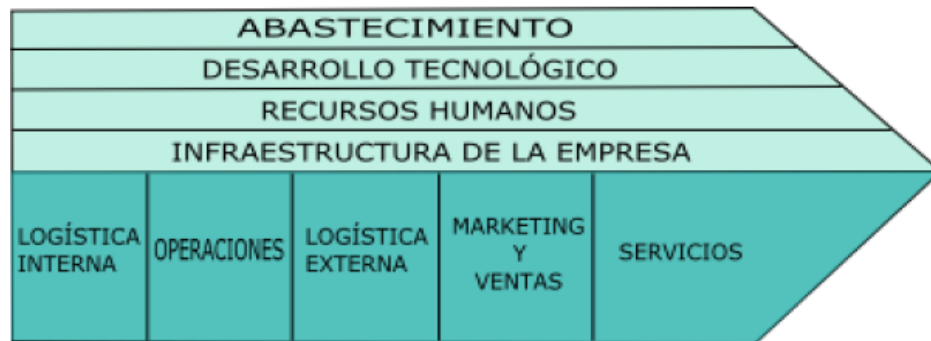 ABASTECIMIENTO
DESARROLLO TECNOLÓGICO
RECURSOS HUMANOS
INFRAESTRUCTURA DE LA EMPRESA
LOGÍSTICA
INTERNA
OPERACIONES
LOGÍSTICA
EXTERNA
MARKETING
Y
VENTAS
SERVICIOS